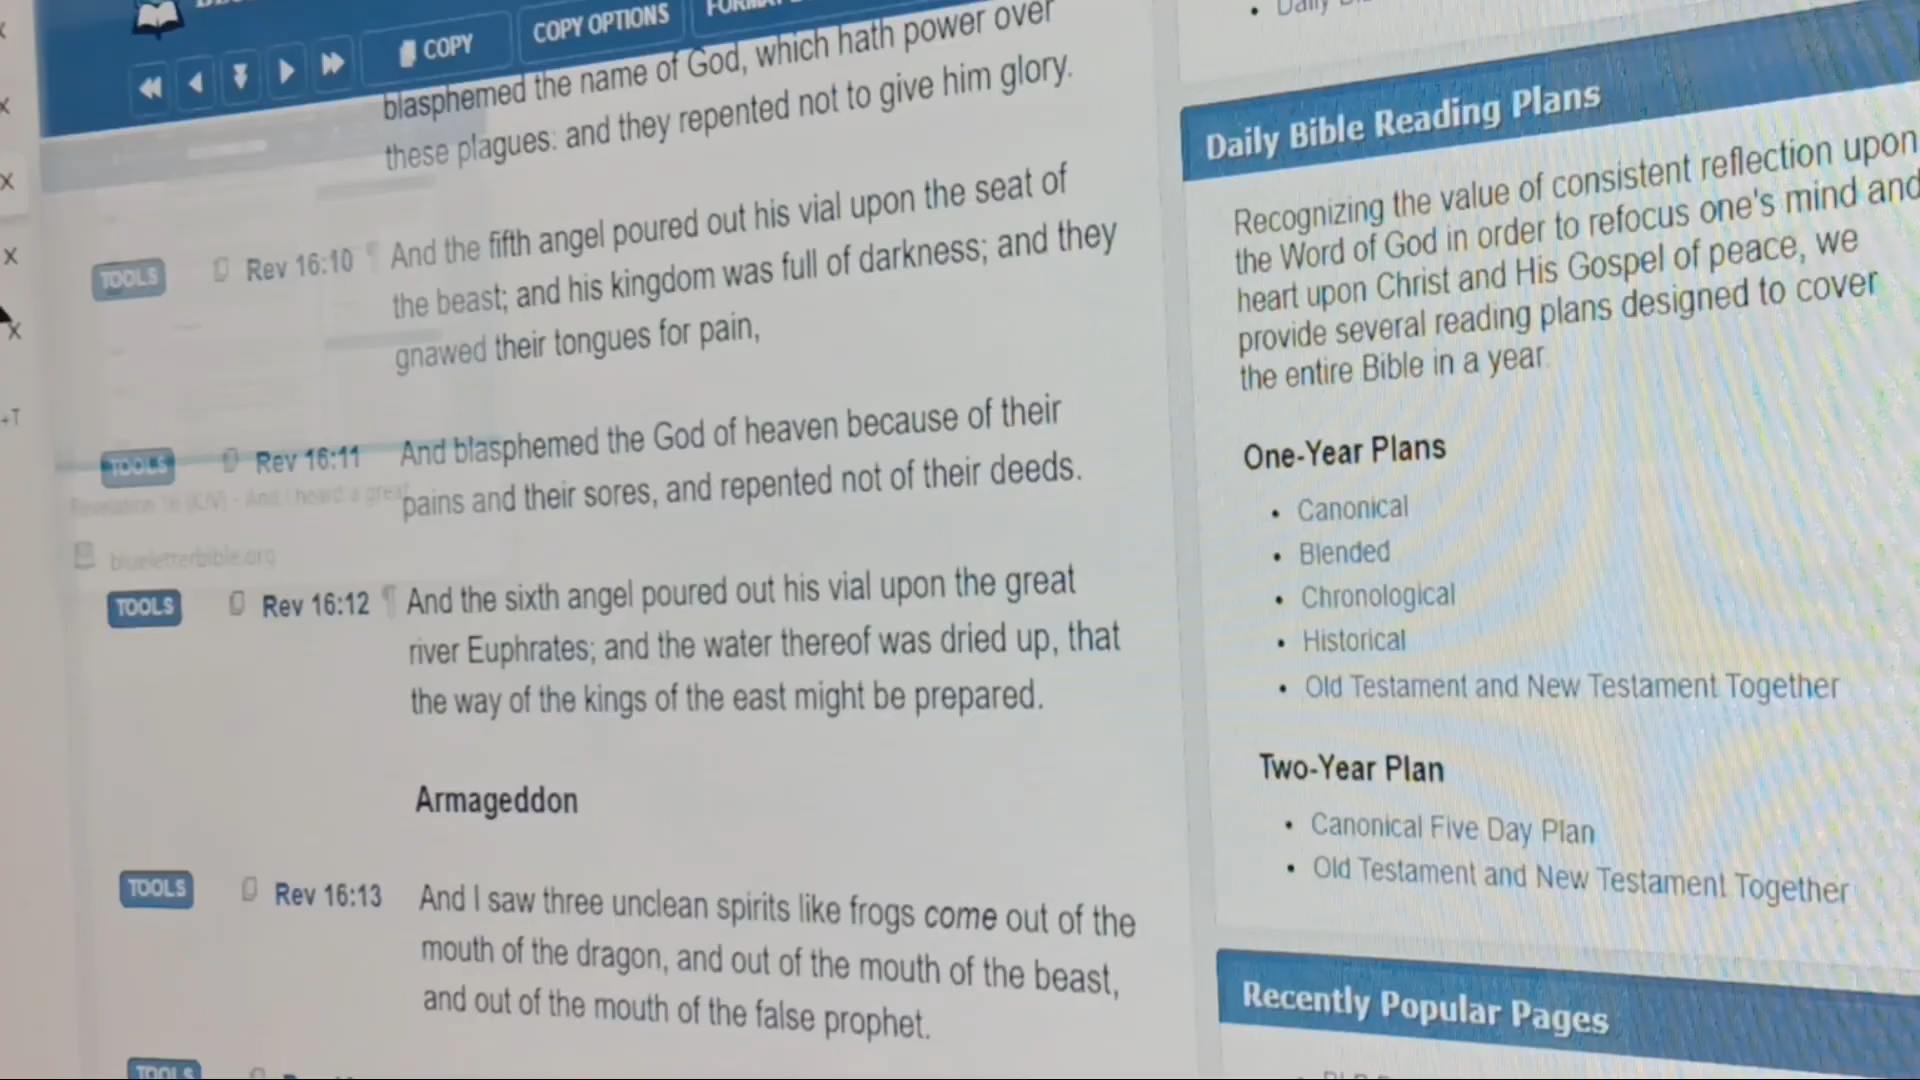 COPY
COPY OPTIONS
blasphemed the name of God, which hath power over
these plagues: and they repented not to give him glory.
TOOLS
Rev 16:10
¶ And the fifth angel poured out his vial upon the seat of
the beast; and his kingdom was full of darkness; and they
gnawed their tongues for pain,
TOOLS
Rev 16:11
And blasphemed the God of heaven because of their
pains and their sores, and repented not of their deeds.
Revelation 16 (KJV) - And I heard a great
blueletterbible.org
TOOLS
Rev 16:12
¶ And the sixth angel poured out his vial upon the great
river Euphrates; and the water thereof was dried up, that
the way of the kings of the east might be prepared.
Armageddon
TOOLS
Rev 16:13
And I saw three unclean spirits like frogs come out of the
mouth of the dragon, and out of the mouth of the beast,
and out of the mouth of the false prophet.
TOOLS
Daily
Daily Bible Reading Plans
Recognizing the value of consistent reflection upon
the Word of God in order to refocus one's mind and
heart upon Christ and His Gospel of peace, we
provide several reading plans designed to cover
the entire Bible in a year.
One-Year Plans
• Canonical
• Blended
• Chronological
• Historical
• Old Testament and New Testament Together
Two-Year Plan
• Canonical Five Day Plan
• Old Testament and New Testament Together
Recently Popular Pages